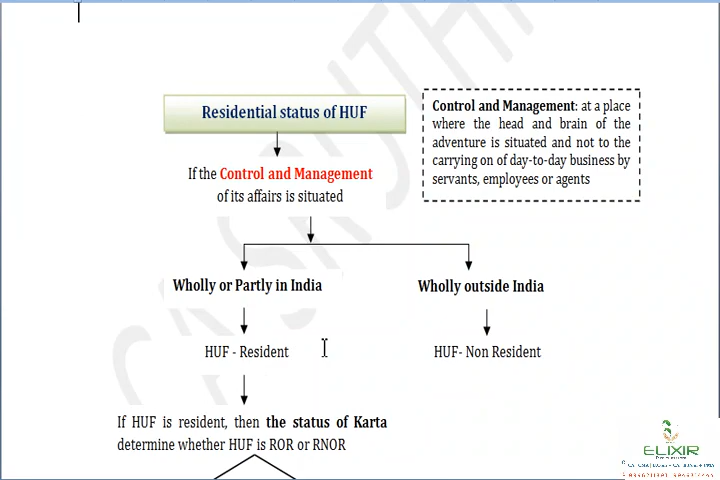 Residential status of HUF
Control and Management: at a place
where the head and brain of the
adventure is situated and not to the
carrying on of day-to-day business by
servants, employees or agents
If the Control and Management
of its affairs is situated
Wholly or Partly in India
Wholly outside India
HUF - Resident
HUF- Non Resident
If HUF is resident, then the status of Karta
determine whether HUF is ROR or RNOR
ELIXIR